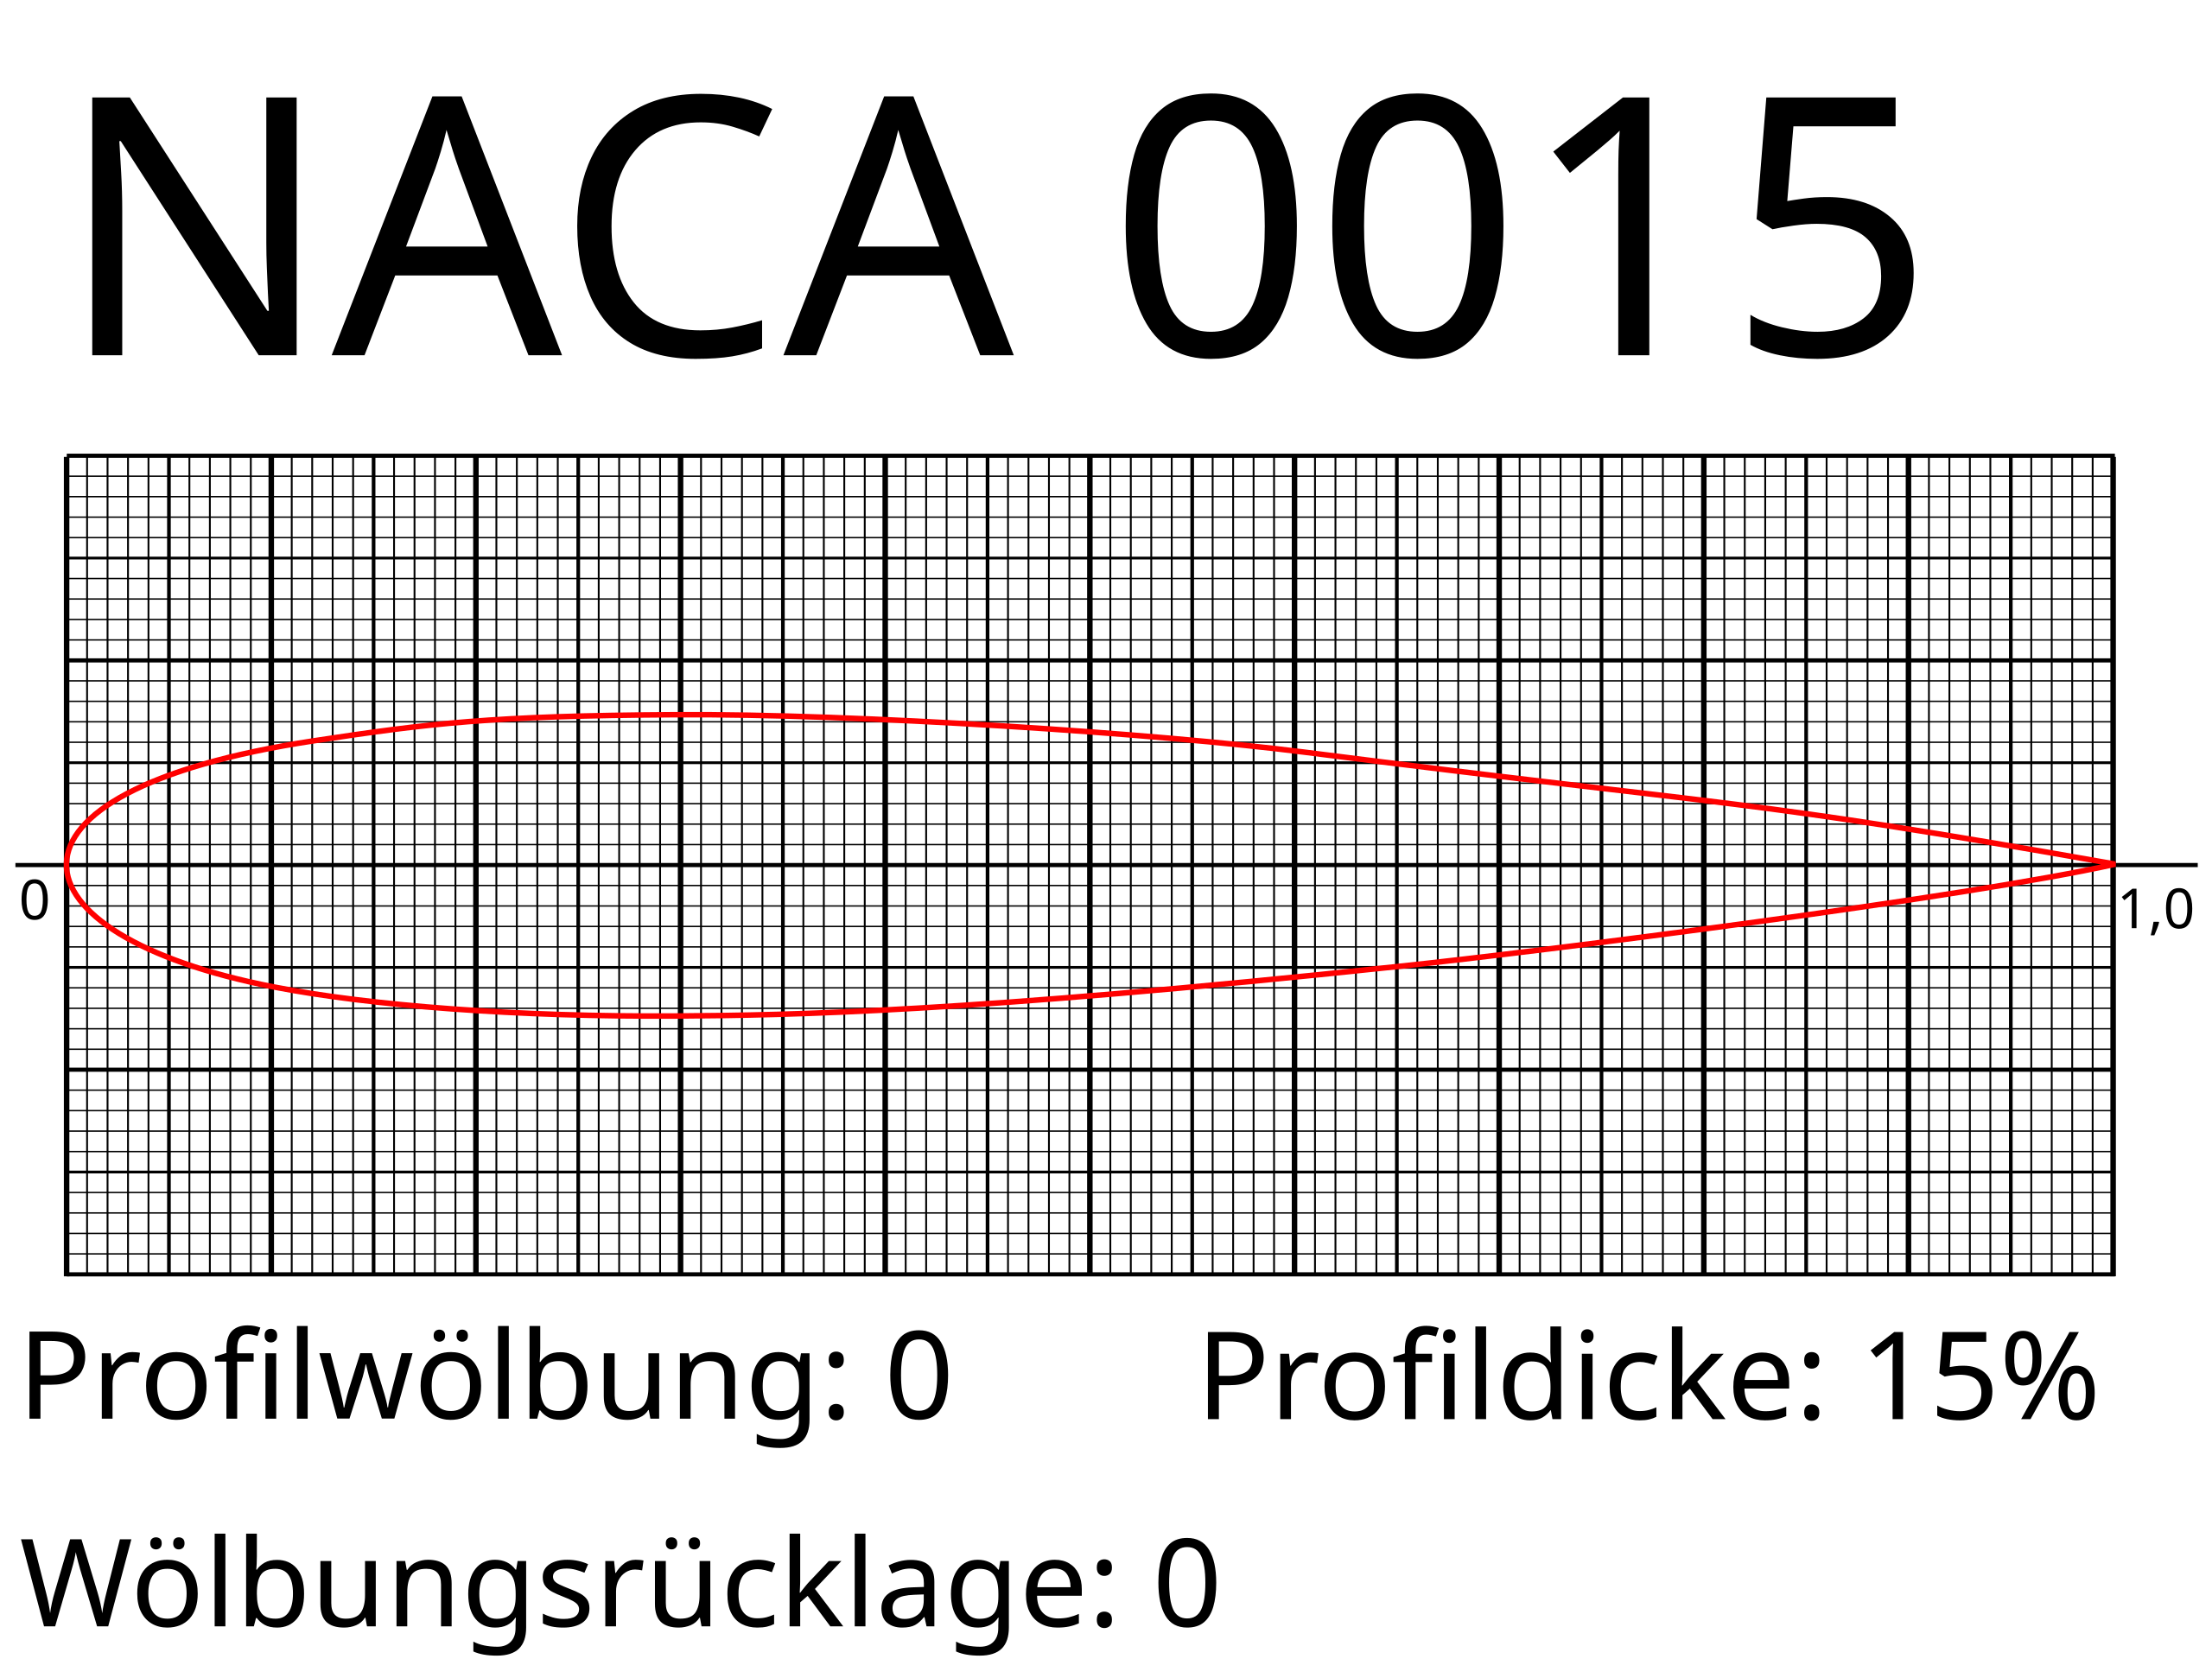 NACA 0015
0
1,0
Profilwölbung: 0 Profildicke: 15%
Wölbungsrücklage: 0